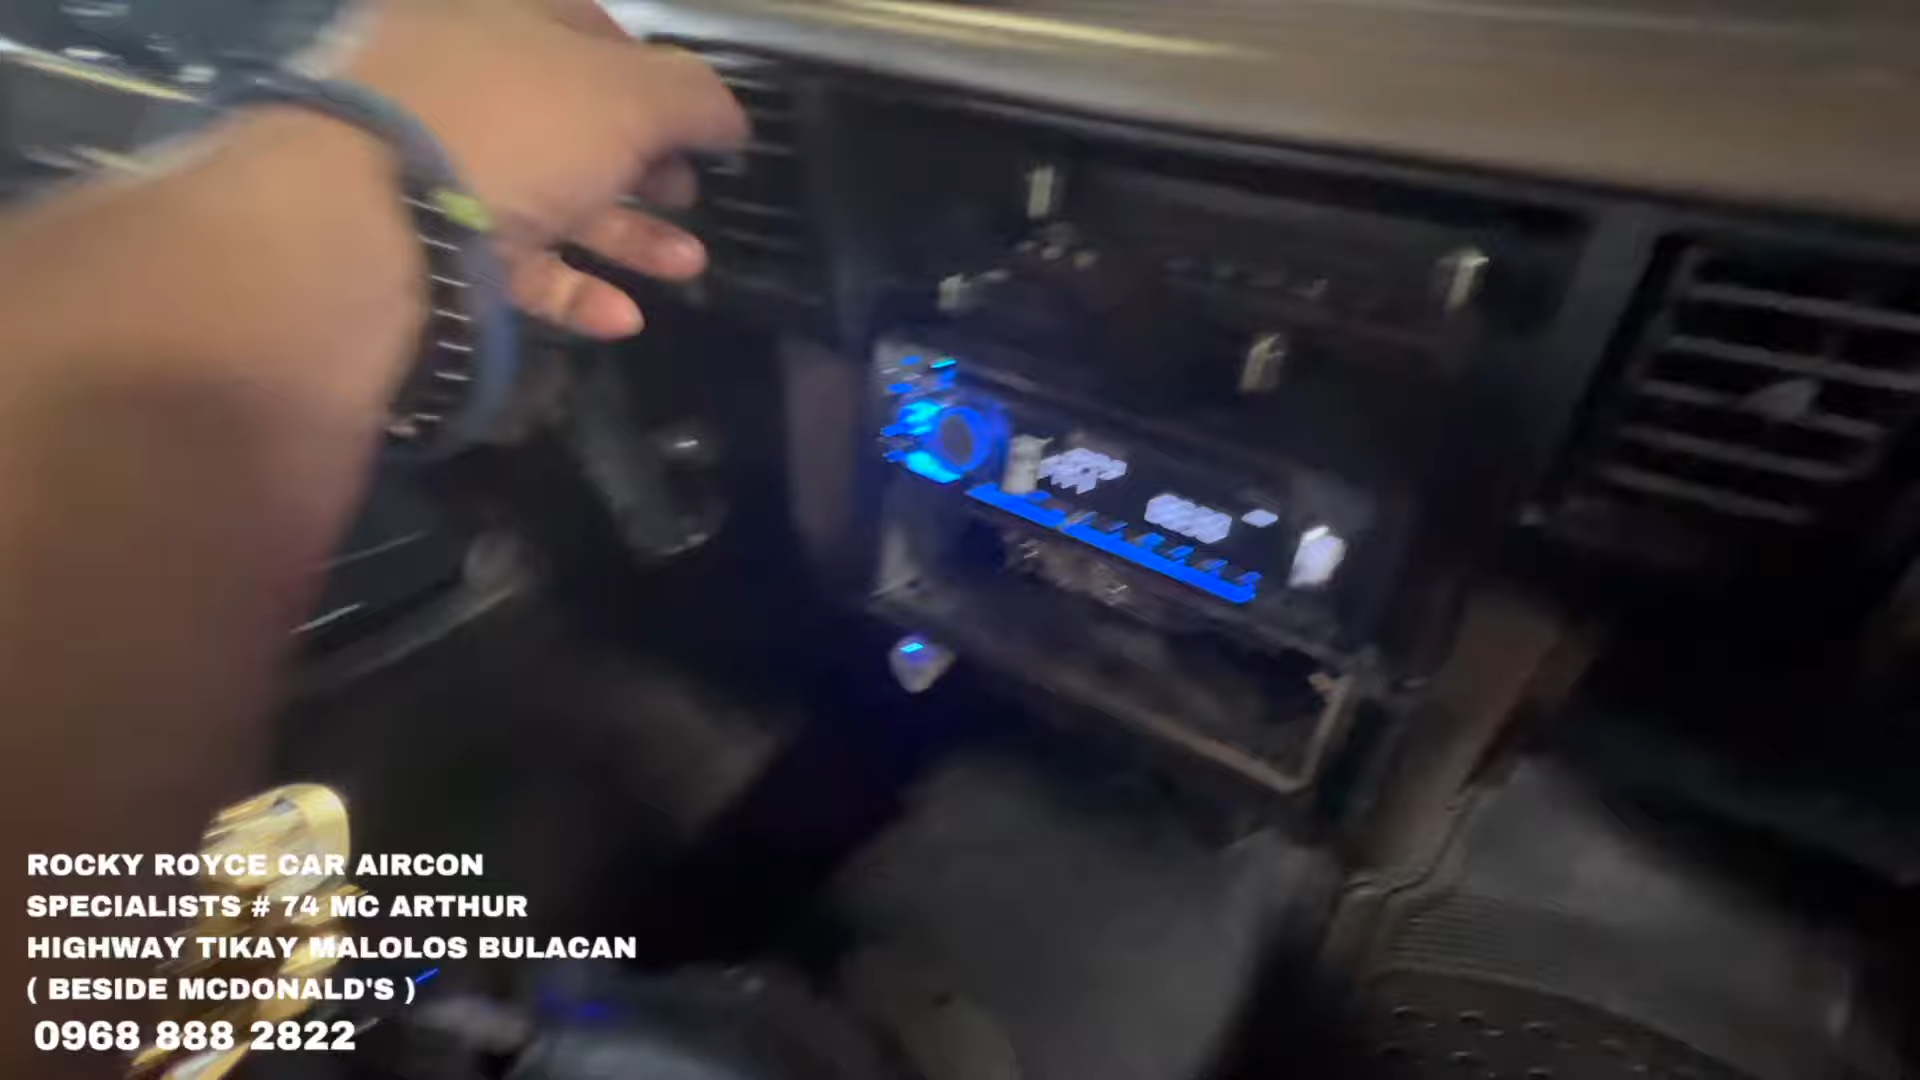 ROCKY ROYCE CAR AIRCON
SPECIALISTS # 74 MC ARTHUR
HIGHWAY TIKAY MALOLOS BULACAN
( BESIDE MCDONALD'S )
0968 888 2822